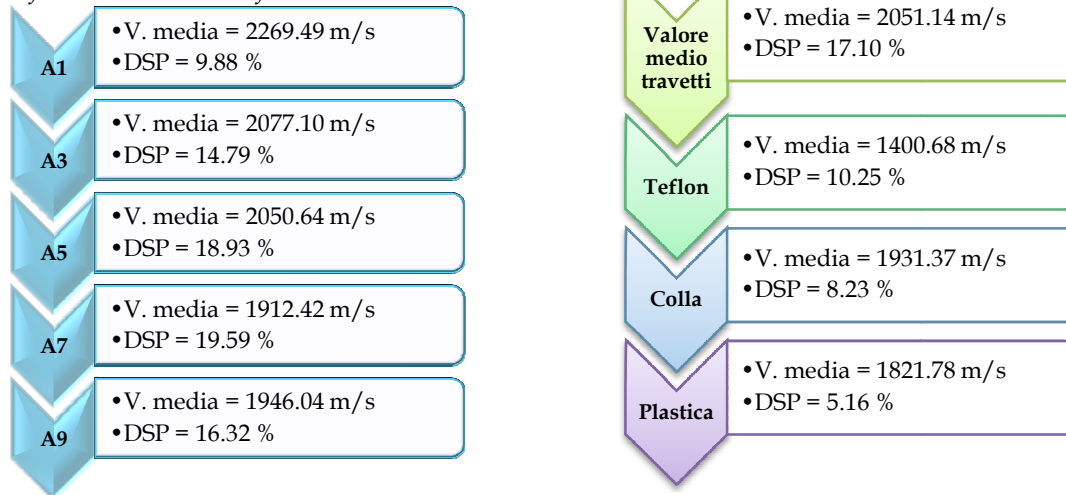 A1
•V. media = 2269.49 m/s
•DSP = 9.88 %
A3
•V. media = 2077.10 m/s
•DSP = 14.79 %
A5
•V. media = 2050.64 m/s
•DSP = 18.93 %
A7
•V. media = 1912.42 m/s
•DSP = 19.59 %
A9
•V. media = 1946.04 m/s
•DSP = 16.32 %
Valore
medio
travetti
•V. media = 2051.14 m/s
•DSP = 17.10 %
Teflon
•V. media = 1400.68 m/s
•DSP = 10.25 %
Colla
•V. media = 1931.37 m/s
•DSP = 8.23 %
Plastica
•V. media = 1821.78 m/s
•DSP = 5.16 %